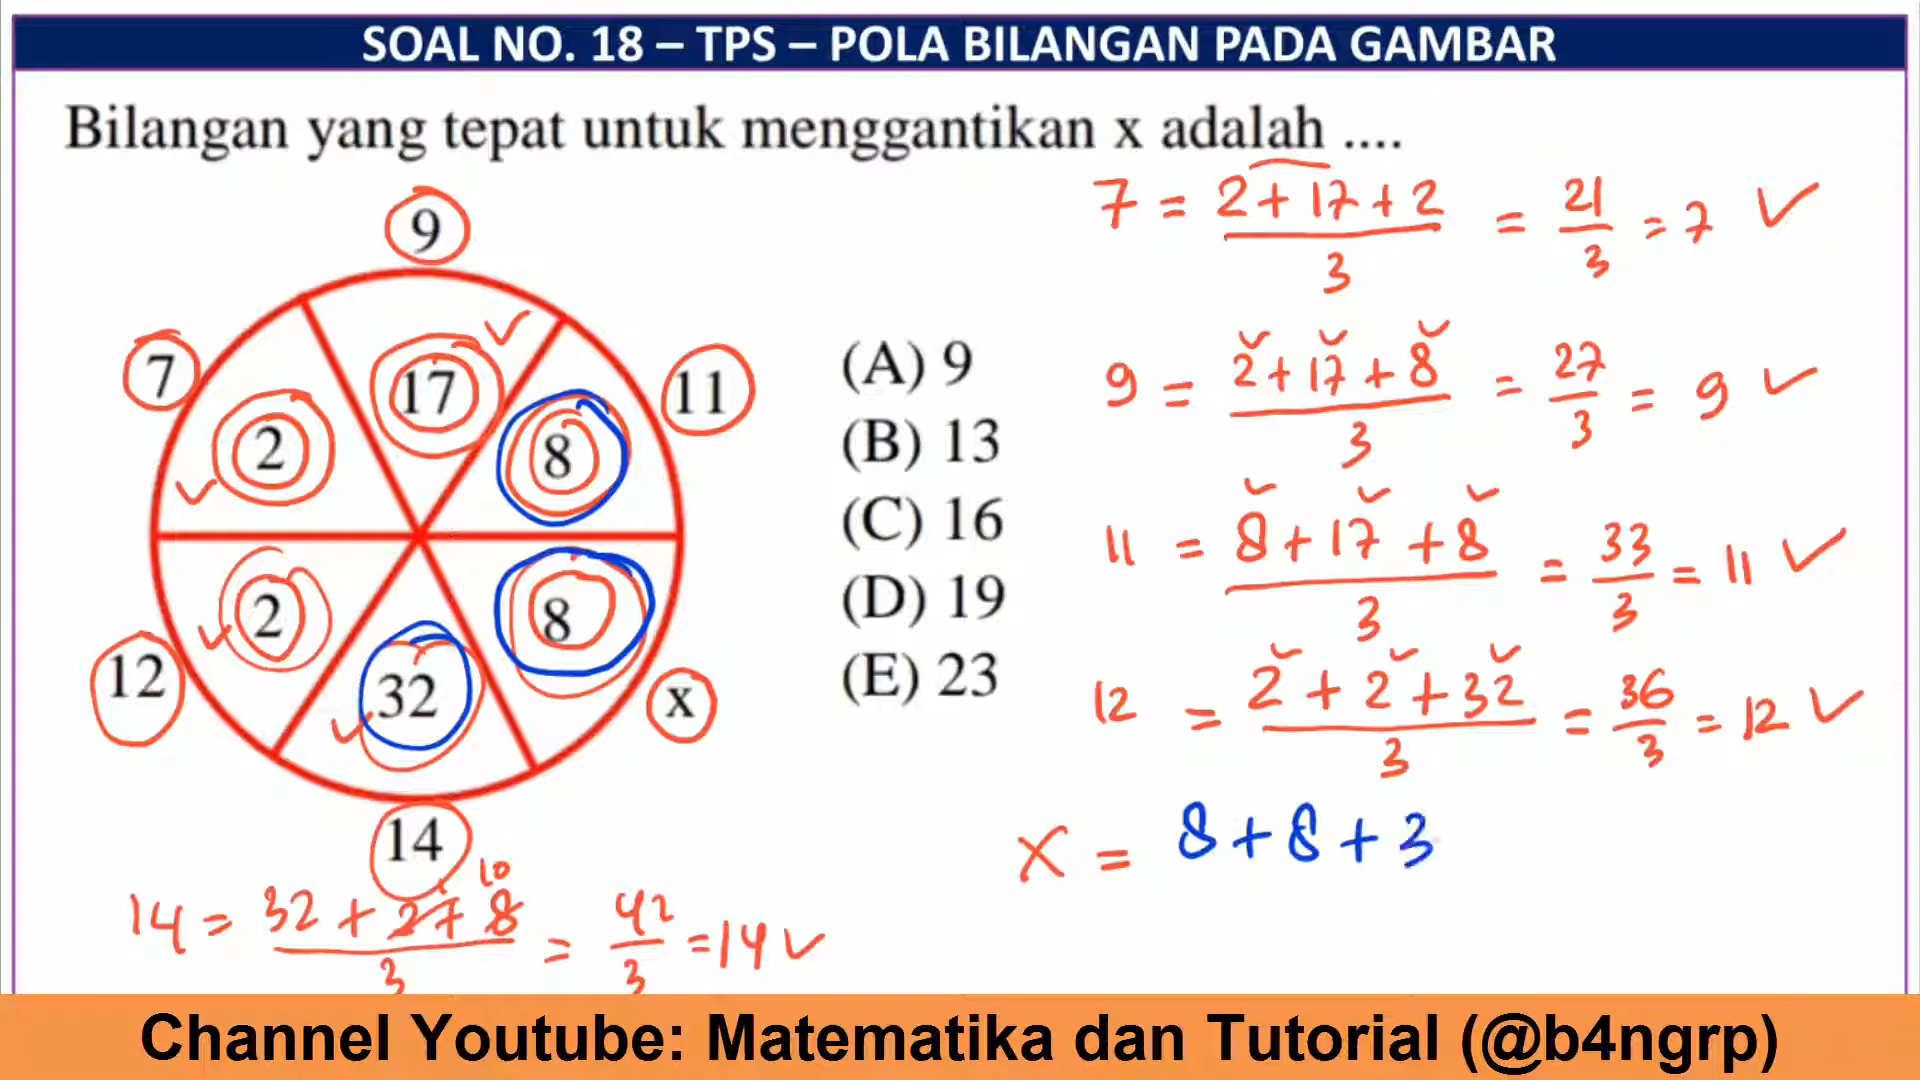 SOAL NO. 18 – TPS – POLA BILANGAN PADA GAMBAR
Bilangan yang tepat untuk menggantikan x adalah ....
9
7
17
11
2
8
2
8
12
32
x
14
(A) 9
(B) 13
(C) 16
(D) 19
(E) 23
7 = 2 + 17 + 2 / 3 = 21 / 3 = 7 ✓
9 = 2 + 17 + 8 / 3 = 27 / 3 = 9 ✓
11 = 8 + 17 + 8 / 3 = 33 / 3 = 11 ✓
12 = 2 + 2 + 32 / 3 = 36 / 3 = 12 ✓
x = 8 + 8 + 3
10
14 = 32 + 2 + 8 / 3 = 42 / 3 = 14 ✓
Channel Youtube: Matematika dan Tutorial (@b4ngrp)